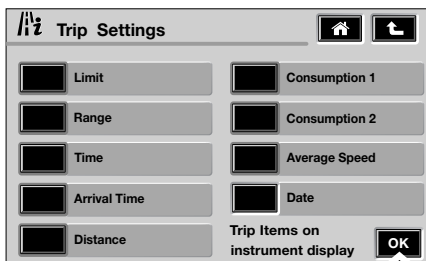 Trip Settings
Limit
Range
Time
Arrival Time
Distance
Consumption 1
Consumption 2
Average Speed
Date
Trip Items on
instrument display
OK